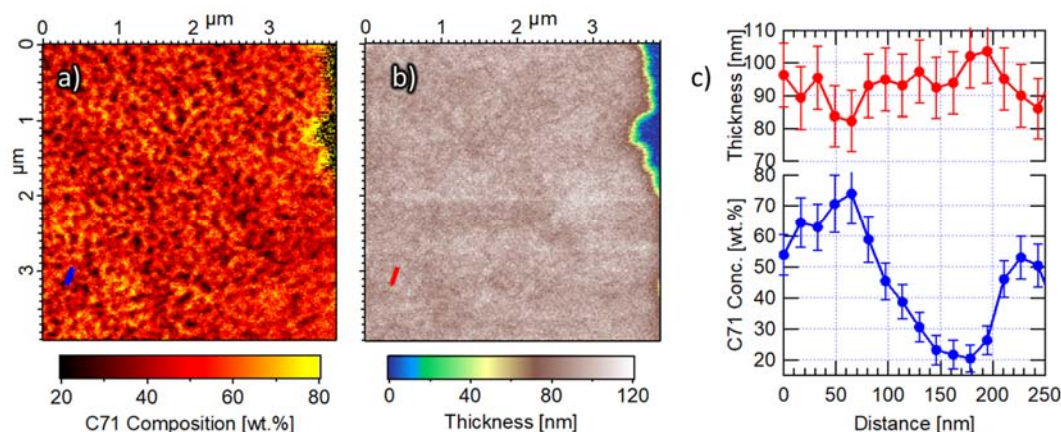 µm
0 1 2 3
a)
0
1
µm
2
3
20 40 60 80
C71 Composition [wt.%]
µm
0 1 2 3
b)
0 40 80 120
Thickness [nm]
c)
Thickness [nm]
110
100
90
80
70
C71 Conc. [wt.%]
80
70
60
50
40
30
20
0 50 100 150 200 250
Distance [nm]